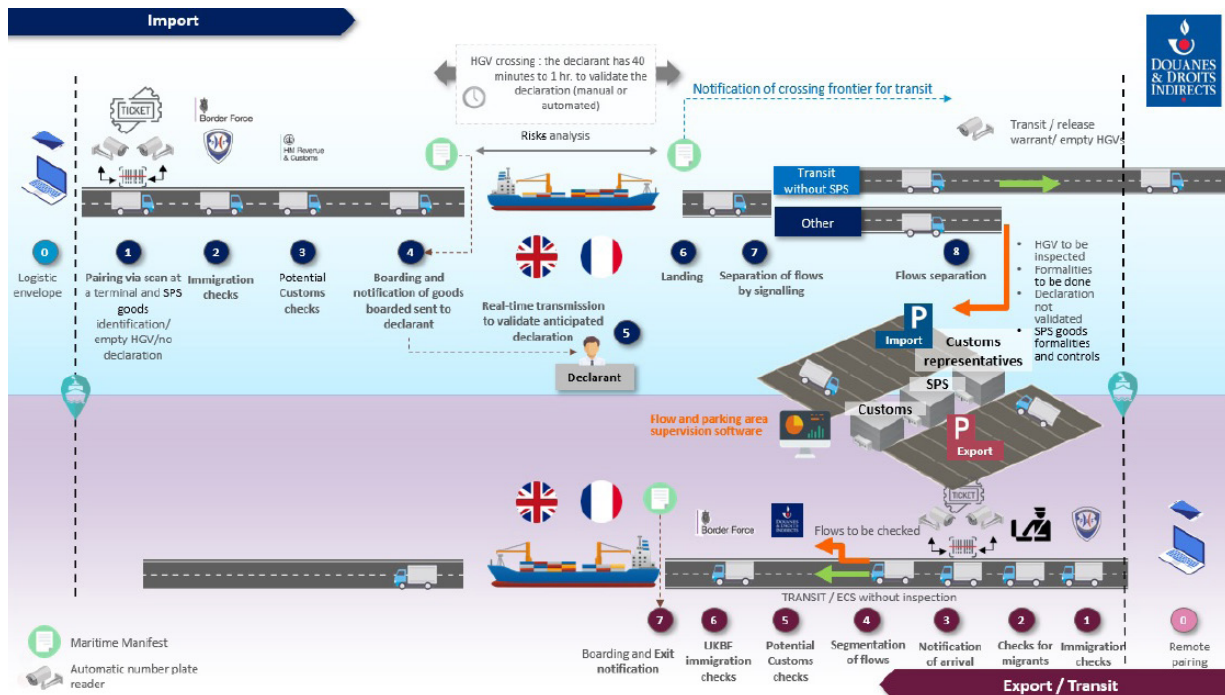 Import
DOUANES
& DROITS
INDIRECTS
HGV crossing : the declarant has 40
minutes to 1 hr. to validate the
declaration (manual or
automated)
Notification of crossing frontier for transit
TICKET
Border Force
HM Revenue
& Customs
Risks analysis
Transit / release
warrant/ empty HGVs
Transit
without SPS
Other
0
Logistic
envelope
1
Pairing via scan at
a terminal and SPS
goods
identification/
empty HGV/no
declaration
2
Immigration
checks
3
Potential
Customs
checks
4
Boarding and
notification of goods
boarded sent to
declarant
Real-time transmission
to validate anticipated
declaration
5
Declarant
6
Landing
7
Separation of flows
by signalling
8
Flows separation
• HGV to be
inspected
• Formalities
to be done
• Declaration
not
validated
• SPS goods
formalities
and controls
P
Import
Customs
representatives
SPS
Customs
P
Export
Flow and parking area
supervision software
TICKET
Border Force
DOUANES
& DROITS
INDIRECTS
Flows to be checked
TRANSIT / ECS without inspection
7
Boarding and Exit
notification
6
UKBF
immigration
checks
5
Potential
Customs
checks
4
Segmentation
of flows
3
Notification
of arrival
2
Checks for
migrants
1
Immigration
checks
0
Remote
pairing
Maritime Manifest
Automatic number plate
reader
Export / Transit